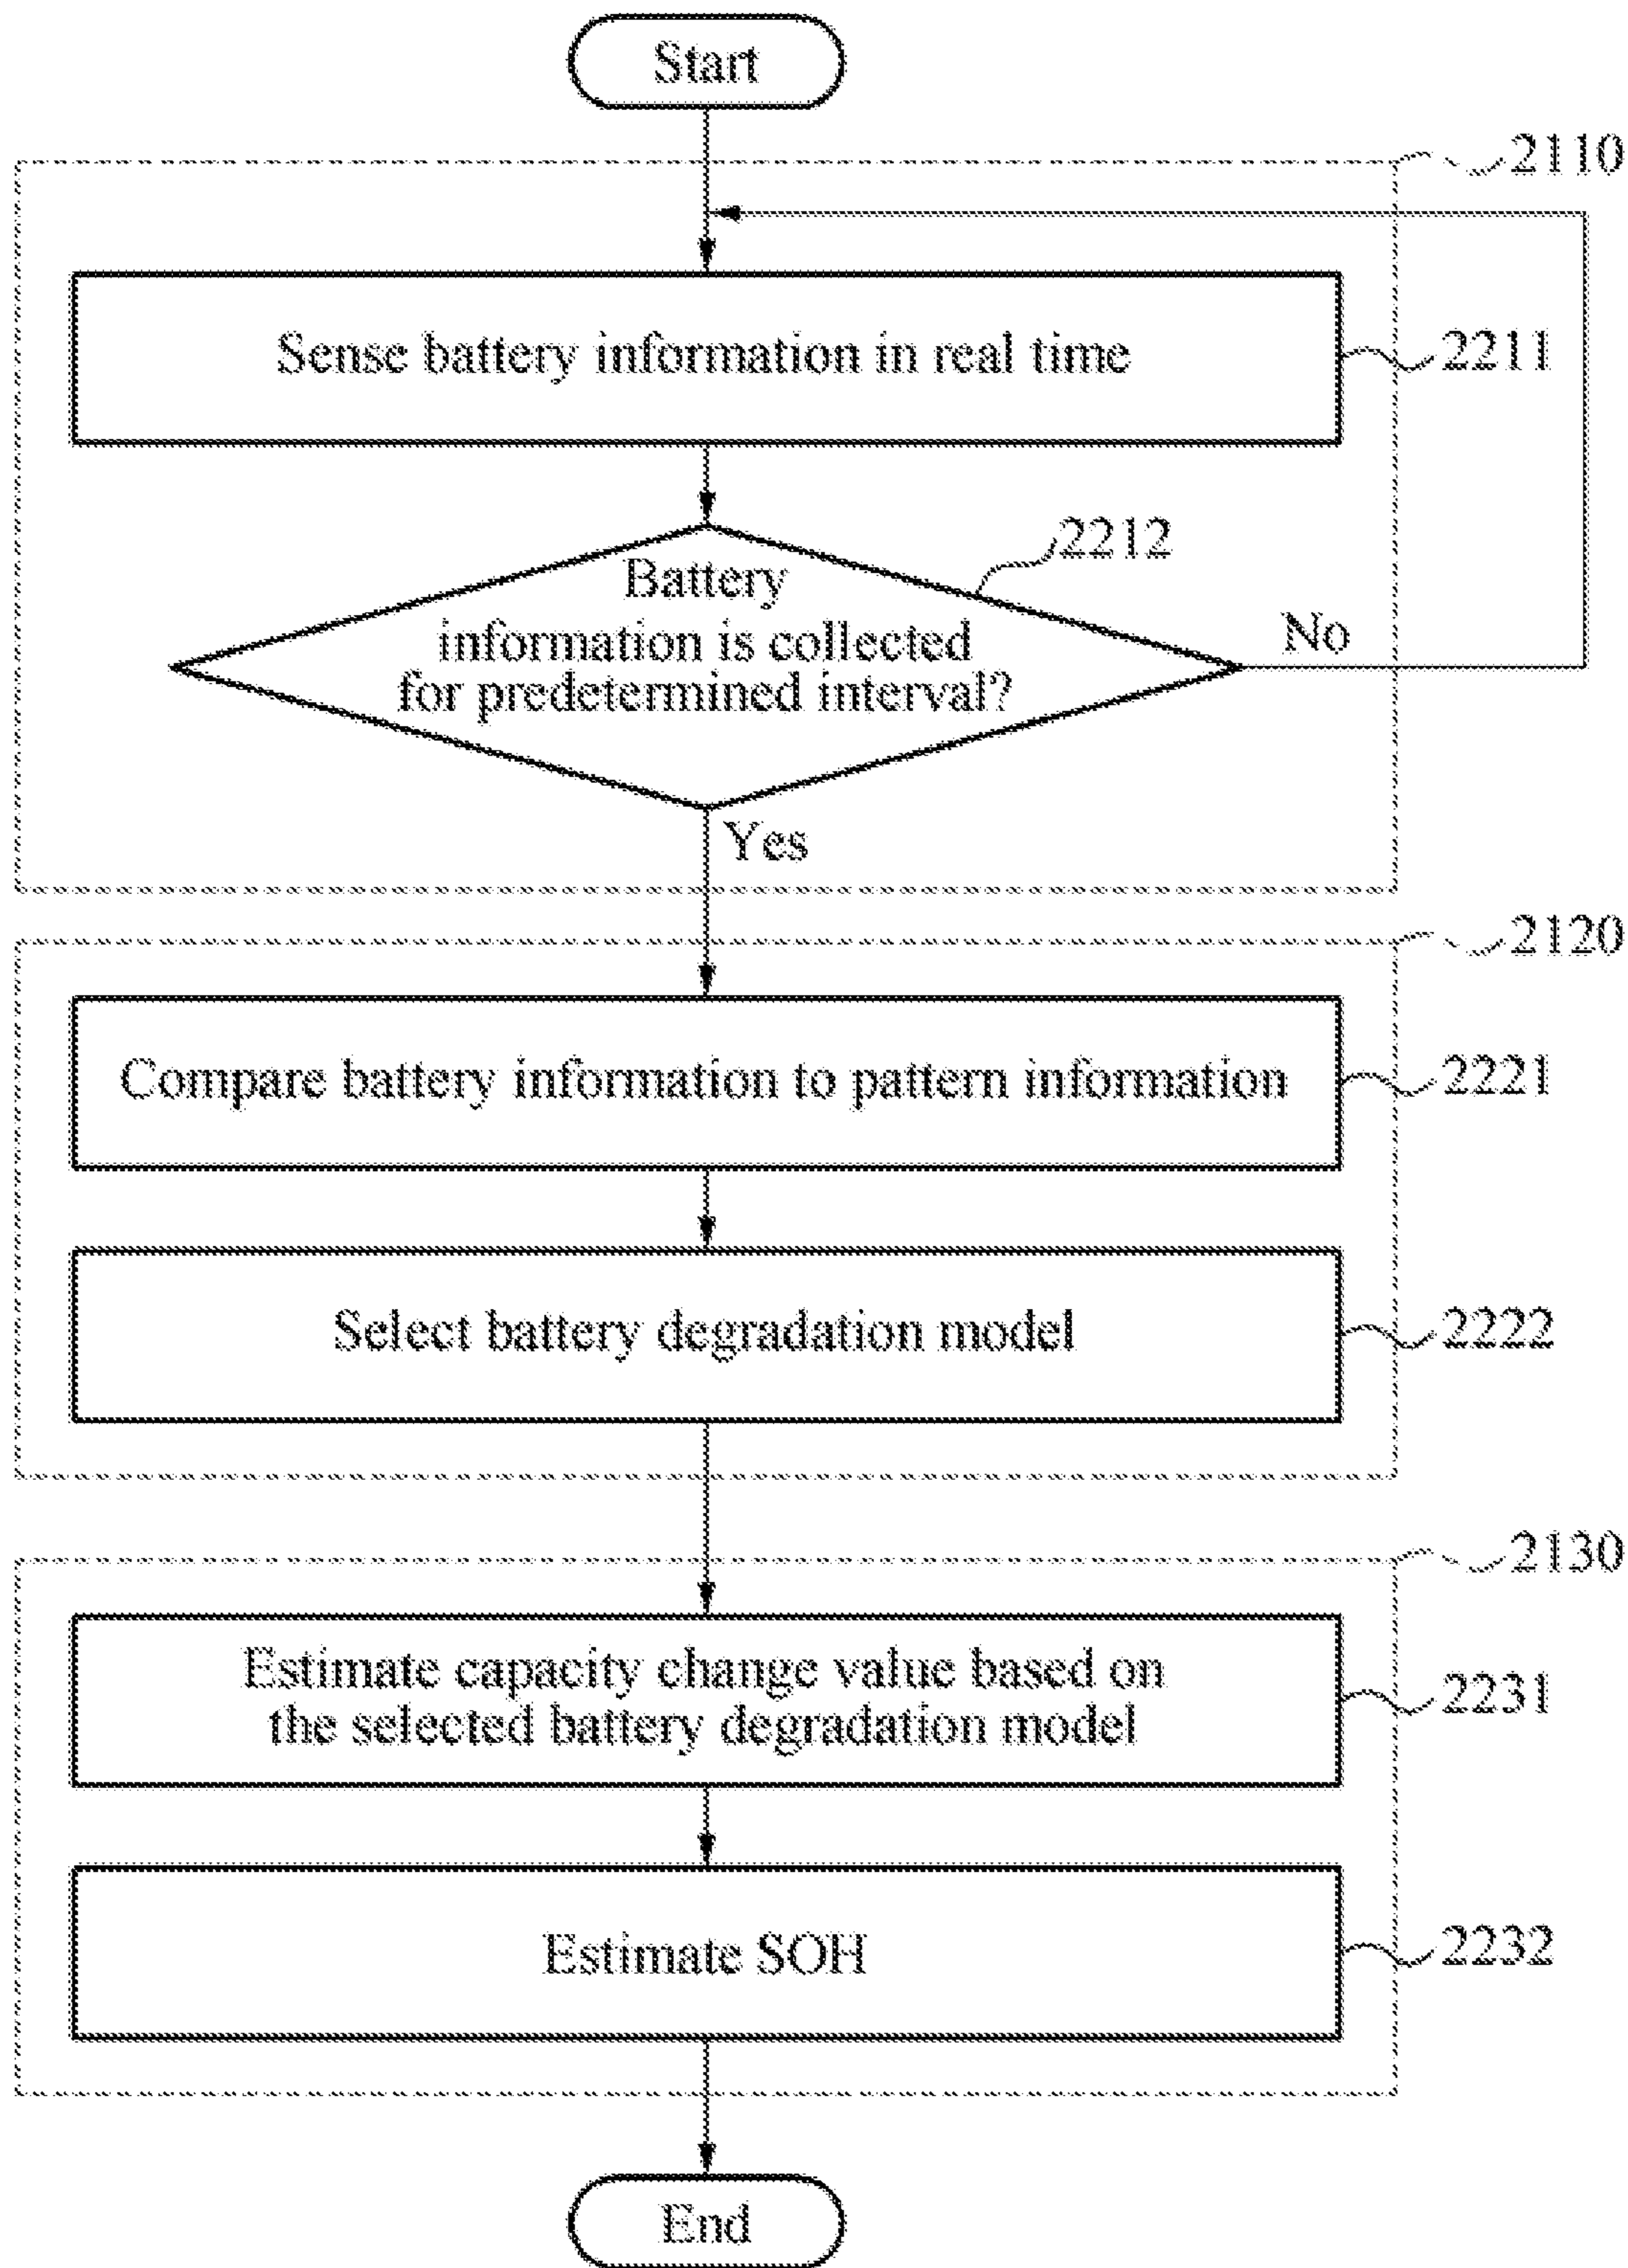 Start
2110
Sense battery information in real time
2211
2212
Battery
information is collected
for predetermined interval?
No
Yes
2120
Compare battery information to pattern information
2221
Select battery degradation model
2222
2130
Estimate capacity change value based on
the selected battery degradation model
2231
Estimate SOH
2232
End